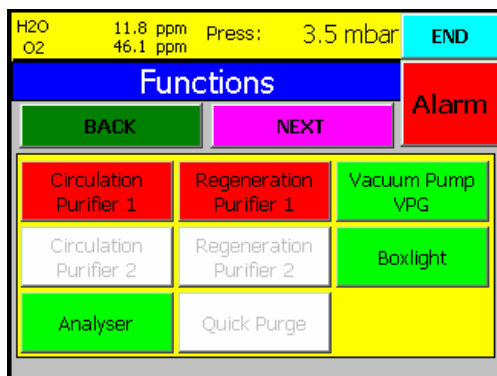 H2O 11.8 ppm Press: 3.5 mbar END
O2 46.1 ppm
Functions
Alarm
BACK NEXT
Circulation Regeneration Vacuum Pump
Purifier 1 Purifier 1 VPG
Circulation Regeneration Boxlight
Purifier 2 Purifier 2
Analyser Quick Purge